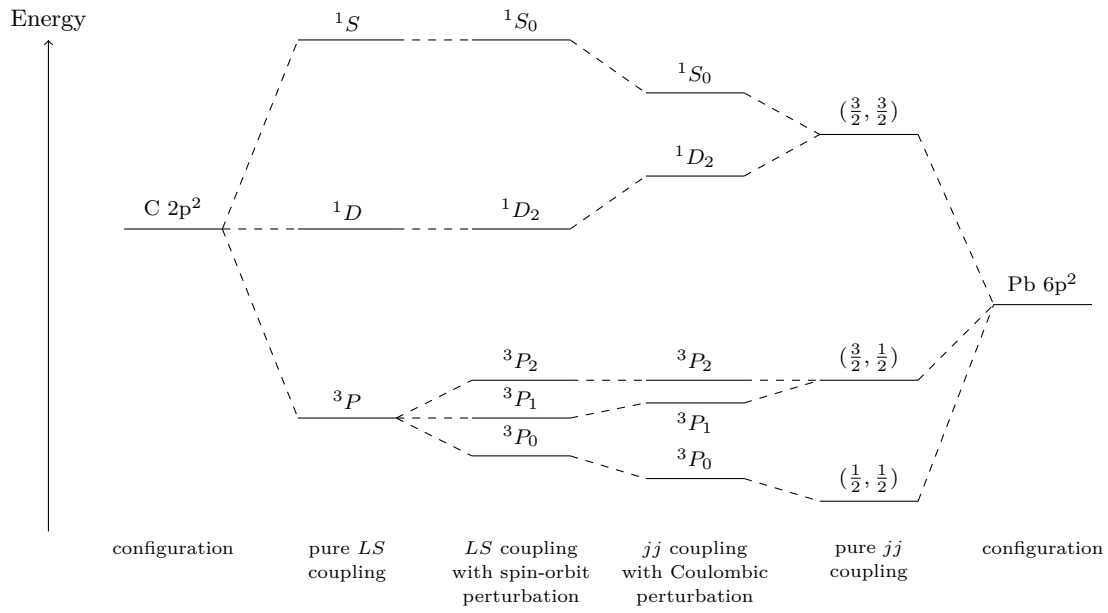 Energy
¹S
¹S₀
¹S₀
(3/2, 3/2)
¹D₂
C 2p²
¹D
¹D₂
Pb 6p²
³P₂
³P₂
(3/2, 1/2)
³P
³P₁
³P₁
³P₀
³P₀
(1/2, 1/2)
configuration
pure LS
coupling
LS coupling
with spin-orbit
perturbation
jj coupling
with Coulombic
perturbation
pure jj
coupling
configuration